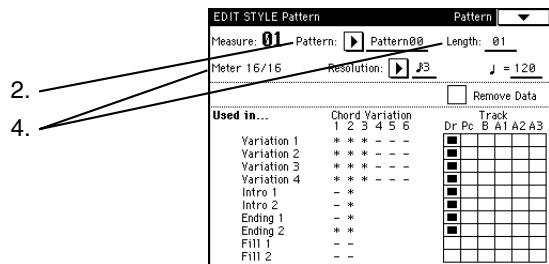 EDIT STYLE Pattern Pattern
Measure: 01 Pattern: Pattern00 Length: 01
Meter 16/16 Resolution: ♪3 ♩ = 120
2.
4.
Remove Data
Used in... Chord Variation Track
1 2 3 4 5 6 Dr Pc B A1 A2 A3
Variation 1 * * * - - -
Variation 2 * * * - - -
Variation 3 * * * - - -
Variation 4 * * * - - -
Intro 1 - *
Intro 2 - *
Ending 1 - *
Ending 2 * *
Fill 1 - -
Fill 2 - -